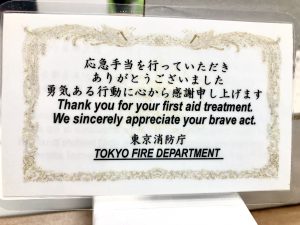 応急手当を行っていただき
ありがとうございました
勇気ある行動に心から感謝申し上げます
Thank you for your first aid treatment.
We sincerely appreciate your brave act.
東京消防庁
TOKYO FIRE DEPARTMENT